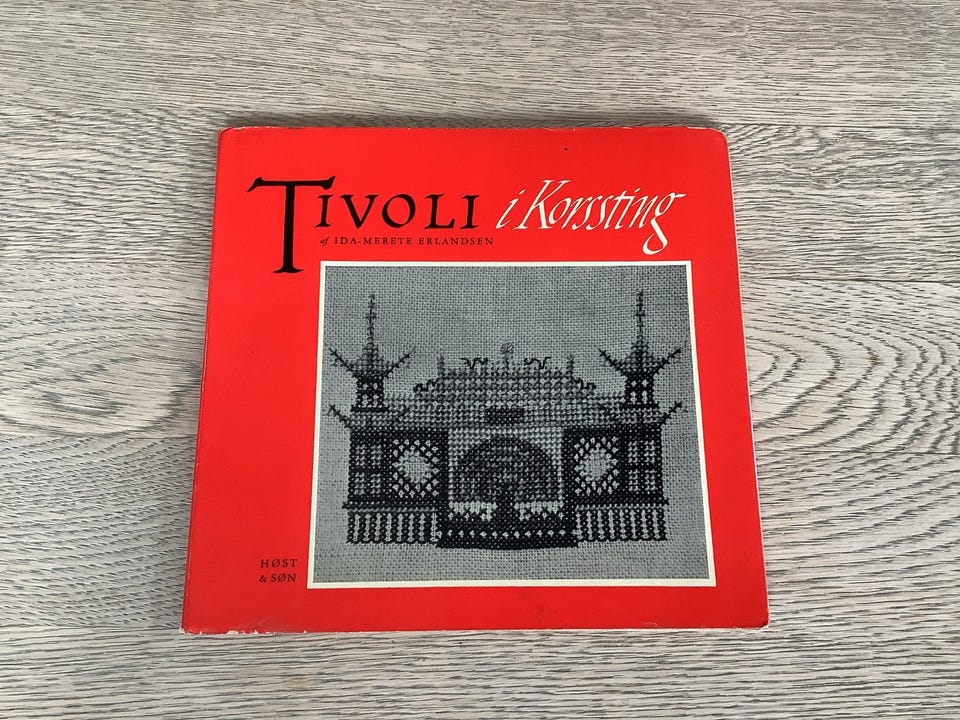 TIVOLI i Korssting
af IDA-MERETE ERLANDSEN
HØST
& SØN